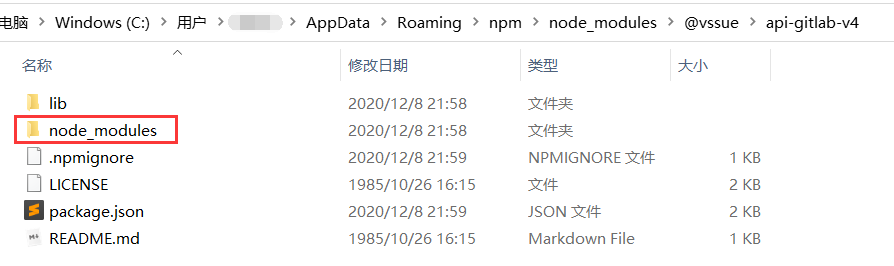 电脑 > Windows (C:) > 用户 > > AppData > Roaming > npm > node_modules > @vssue > api-gitlab-v4
名称 修改日期 类型 大小
lib 2020/12/8 21:58 文件夹
node_modules 2020/12/8 21:58 文件夹
.npmignore 2020/12/8 21:59 NPMIGNORE 文件 1 KB
LICENSE 1985/10/26 16:15 文件 2 KB
package.json 2020/12/8 21:59 JSON 文件 2 KB
README.md 1985/10/26 16:15 Markdown File 1 KB